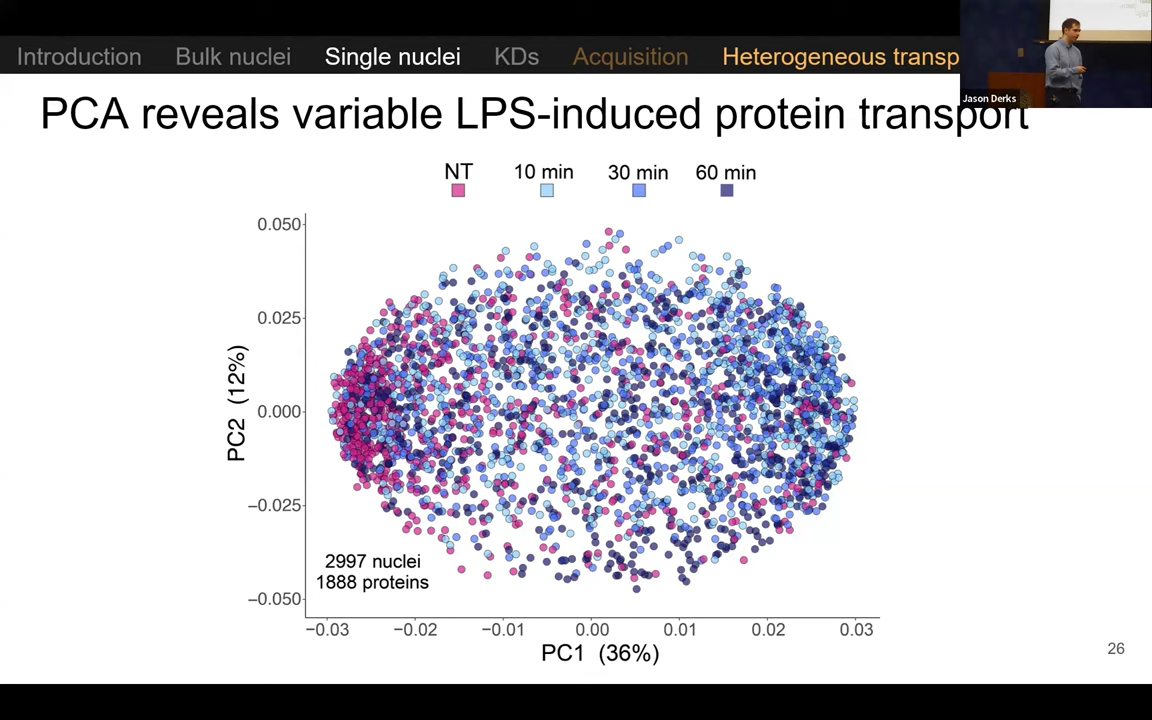 Introduction Bulk nuclei Single nuclei KDs Acquisition Heterogeneous transp
Jason Derks
PCA reveals variable LPS-induced protein transport
NT 10 min 30 min 60 min
0.050
0.025
0.000
−0.025
−0.050
PC2 (12%)
2997 nuclei
1888 proteins
−0.03 −0.02 −0.01 0.00 0.01 0.02 0.03
PC1 (36%)
26